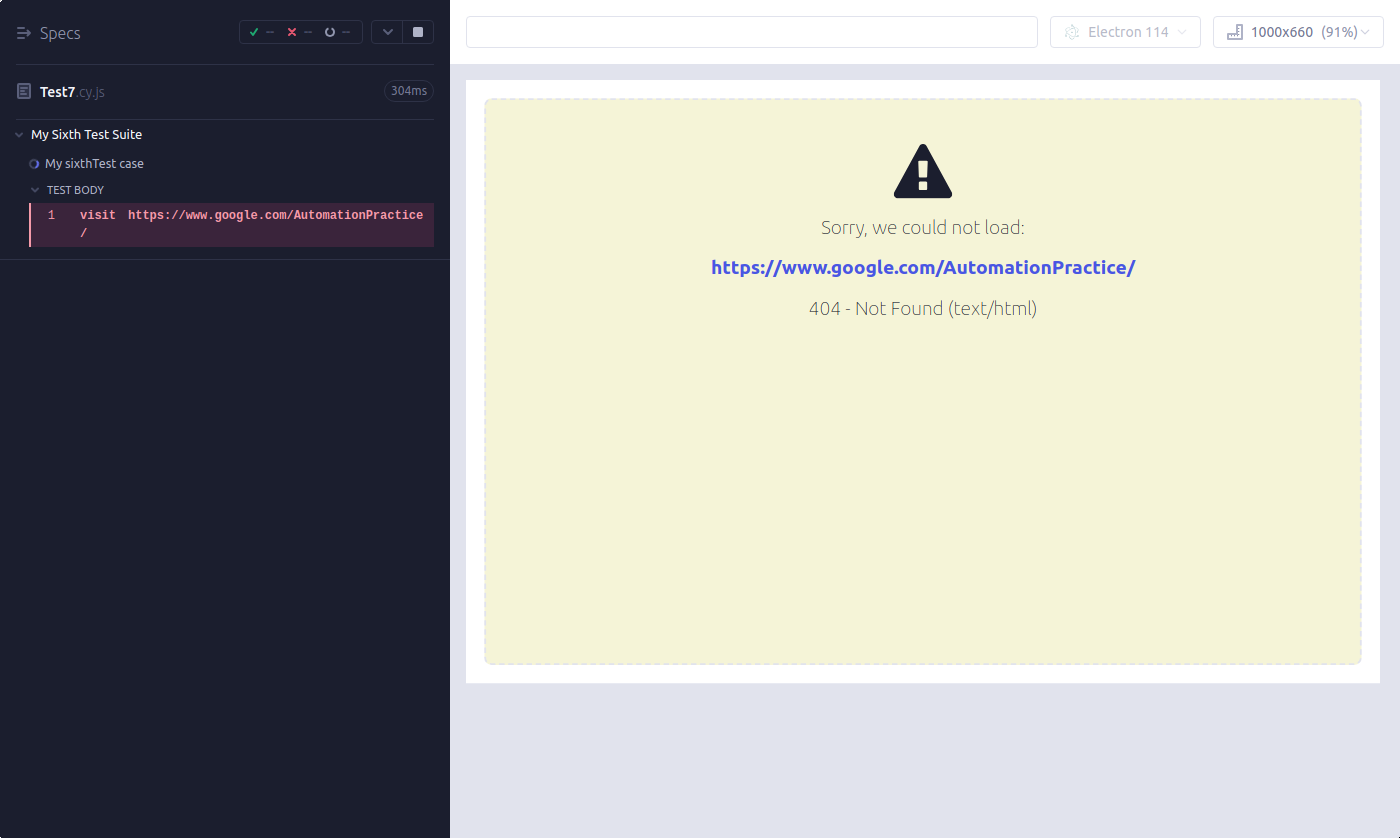 Specs
-- -- --
Test7.cy.js
304ms
My Sixth Test Suite
My sixthTest case
TEST BODY
1 visit https://www.google.com/AutomationPractice
/
Electron 114
1000x660 (91%)
Sorry, we could not load:
https://www.google.com/AutomationPractice/
404 - Not Found (text/html)